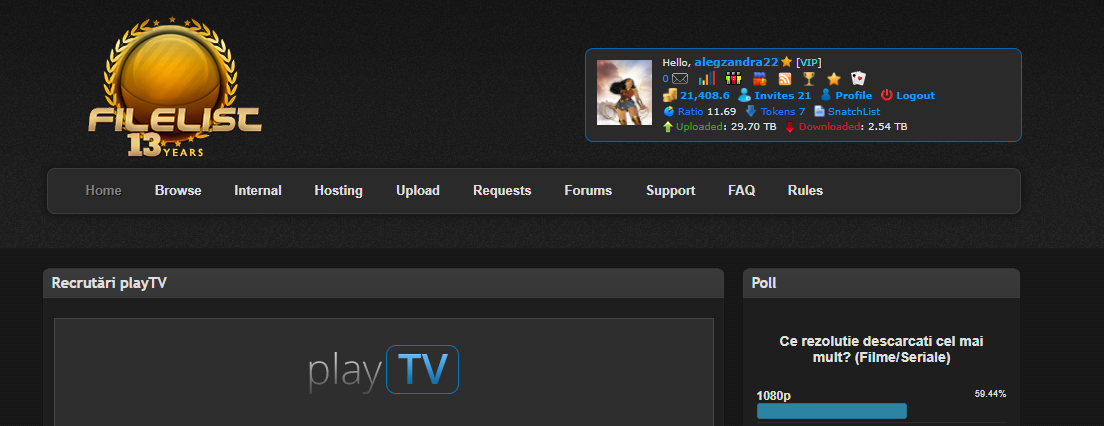 FILELIST
13 YEARS
Hello, alegzandra22 [VIP]
0
21,408.6 Invites 21 Profile Logout
Ratio 11.69 Tokens 7 SnatchList
Uploaded: 29.70 TB Downloaded: 2.54 TB
Home Browse Internal Hosting Upload Requests Forums Support FAQ Rules
Recrutări playTV
play TV
Poll
Ce rezolutie descarcati cel mai
mult? (Filme/Seriale)
1080p 59.44%